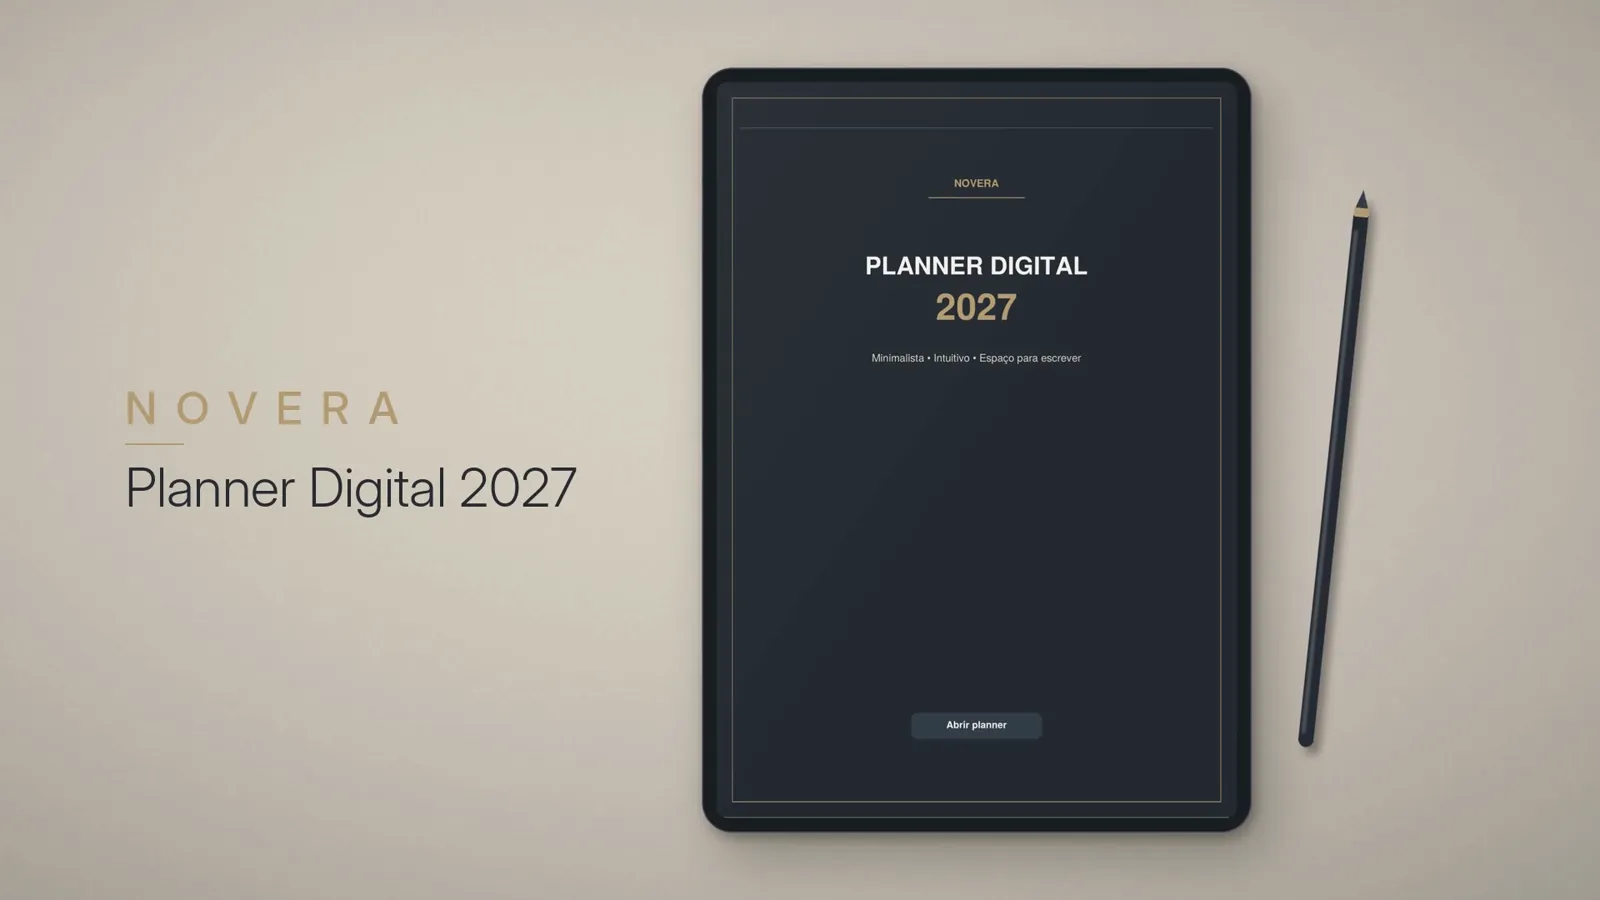 NOVERA
Planner Digital 2027
NOVERA
PLANNER DIGITAL
2027
Minimalista • Intuitivo • Espaço para escrever
Abrir planner